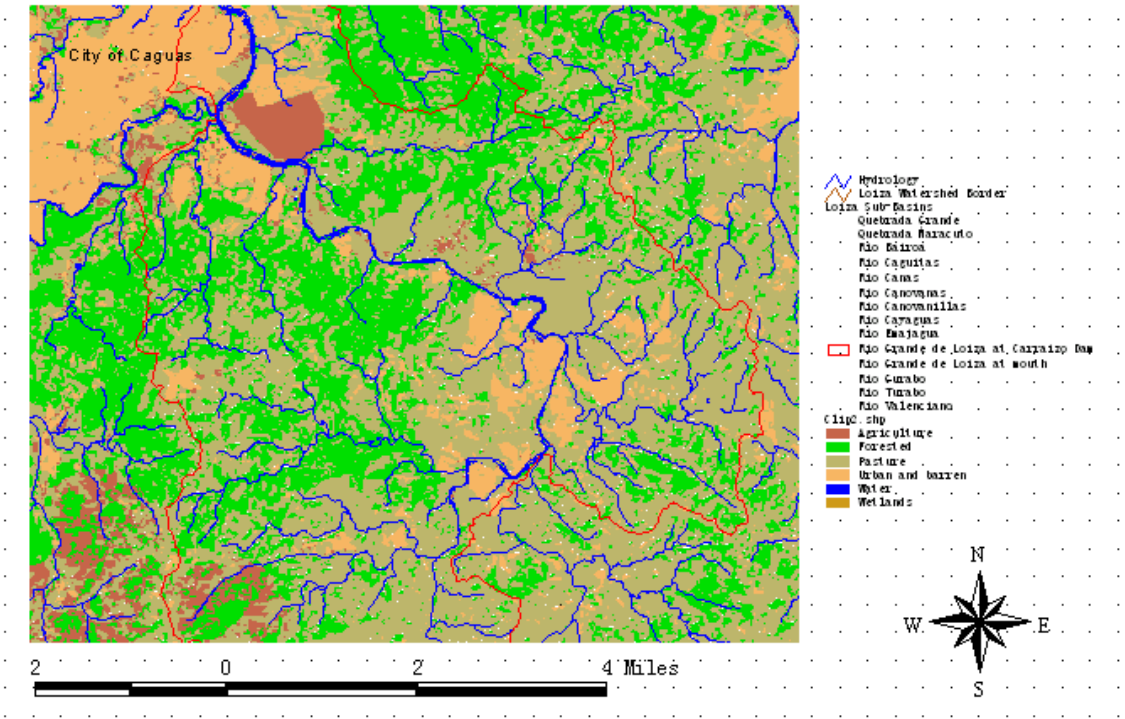 City of Caguas
Hydrology
Loiza Watershed Border
Loiza Sub-Basins
Quebrada Grande
Quebrada Maracuto
Rio Bairoa
Rio Caguitas
Rio Canas
Rio Canovanas
Rio Canovanillas
Rio Cayaguas
Rio Emajagua
Rio Grande de Loiza at Carraizo Dam
Rio Grande de Loiza at mouth
Rio Gurabo
Rio Turabo
Rio Valenciano
Clip2.shp
Agriculture
Forested
Pasture
Urban and barren
Water
Wetlands
N
W E
S
2 0 2 4 Miles